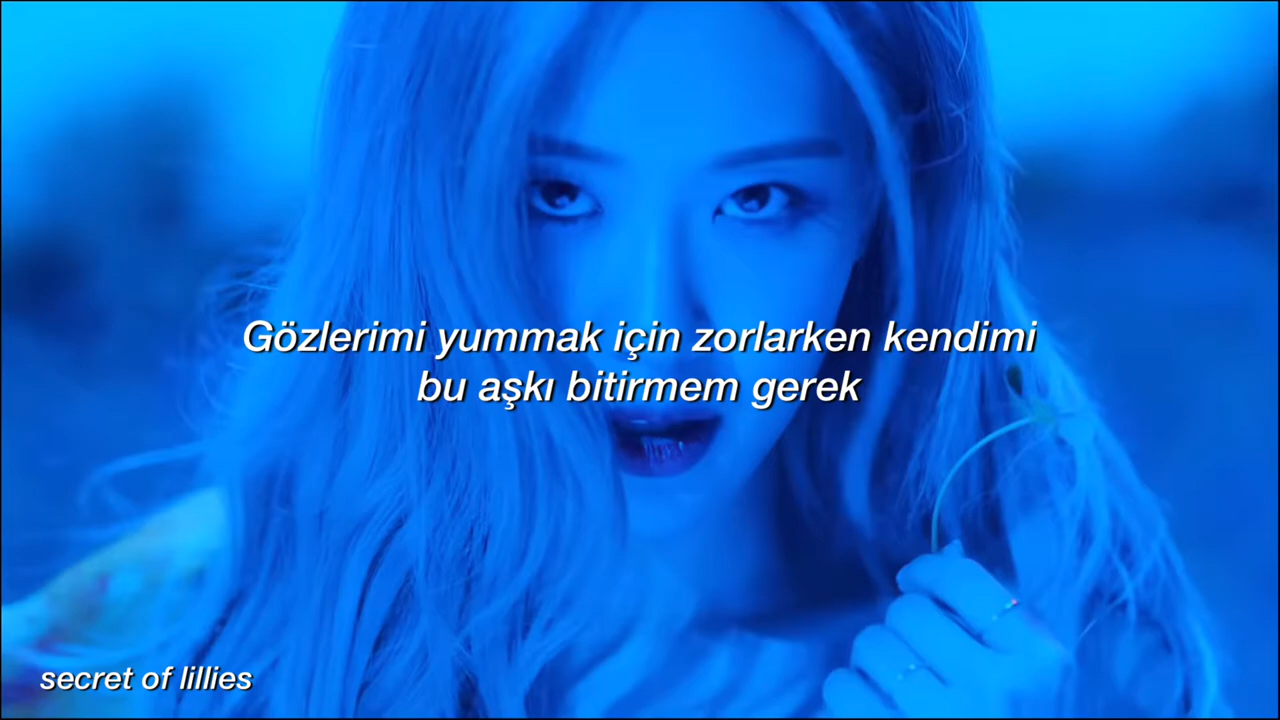 Gözlerimi yummak için zorlarken kendimi
bu aşkı bitirmem gerek
secret of lillies